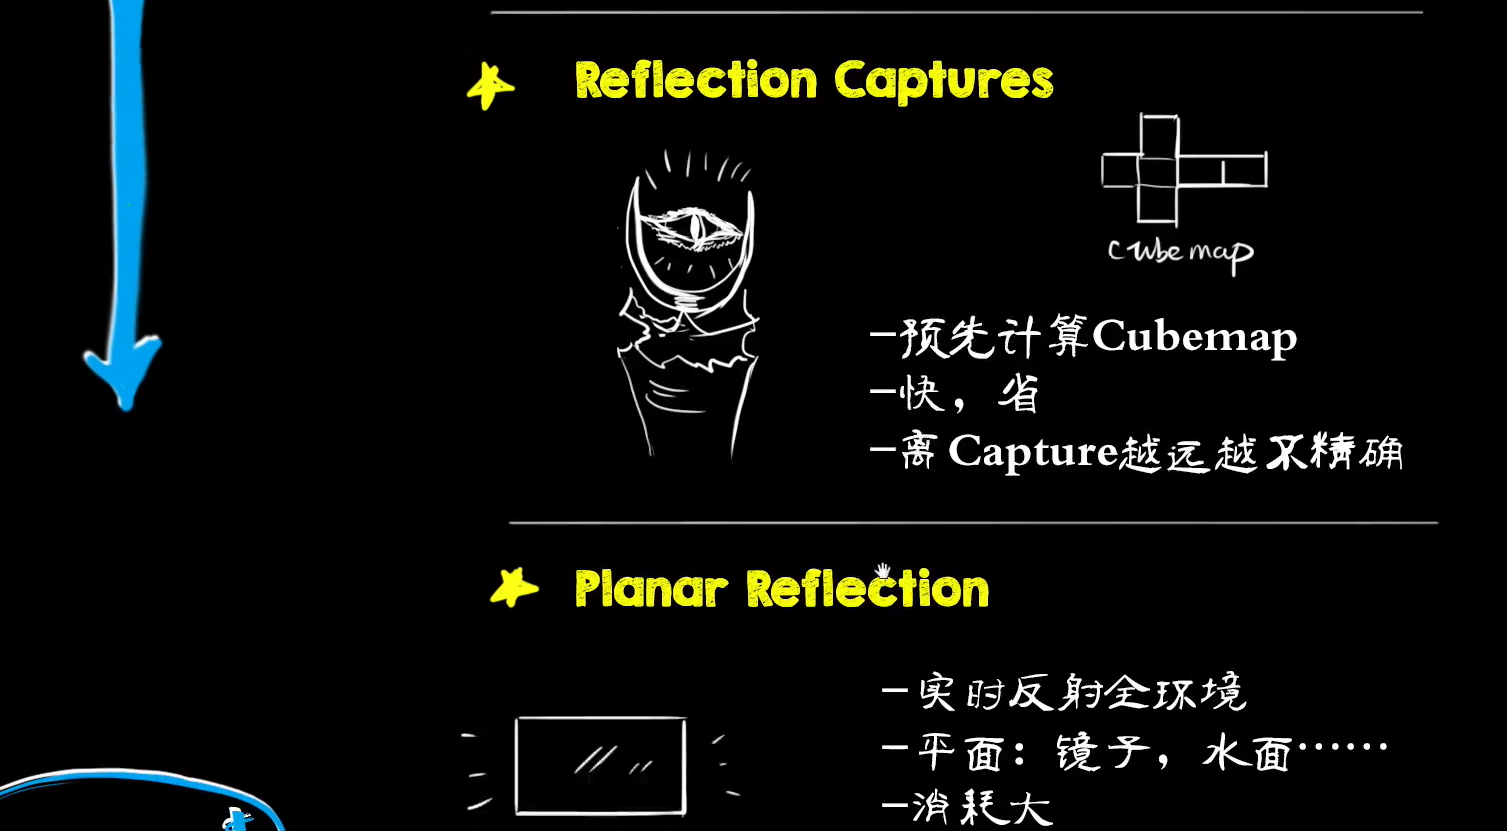 Reflection Captures
cubemap
-预先计算Cubemap
-快，省
-离 Capture越远越不精确
Planar Reflection
-实时反射全环境
-平面：镜子，水面……
-消耗大